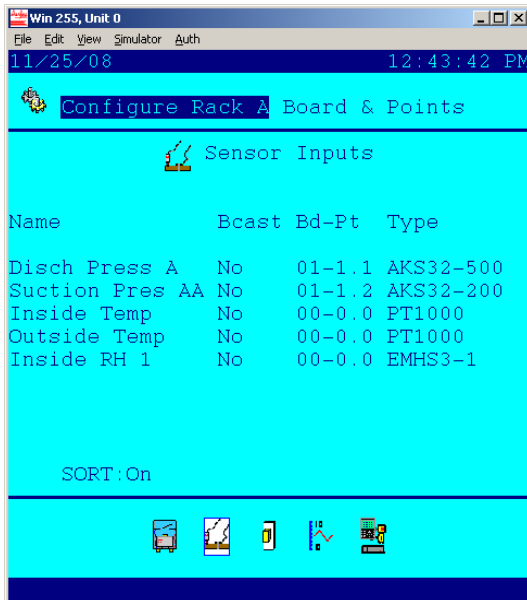 Win 255, Unit 0
File Edit View Simulator Auth
11/25/08 12:43:42 PM
Configure Rack A Board & Points
Sensor Inputs
Name Bcast Bd-Pt Type
Disch Press A No 01-1.1 AKS32-500
Suction Pres AA No 01-1.2 AKS32-200
Inside Temp No 00-0.0 PT1000
Outside Temp No 00-0.0 PT1000
Inside RH 1 No 00-0.0 EMHS3-1
SORT:On